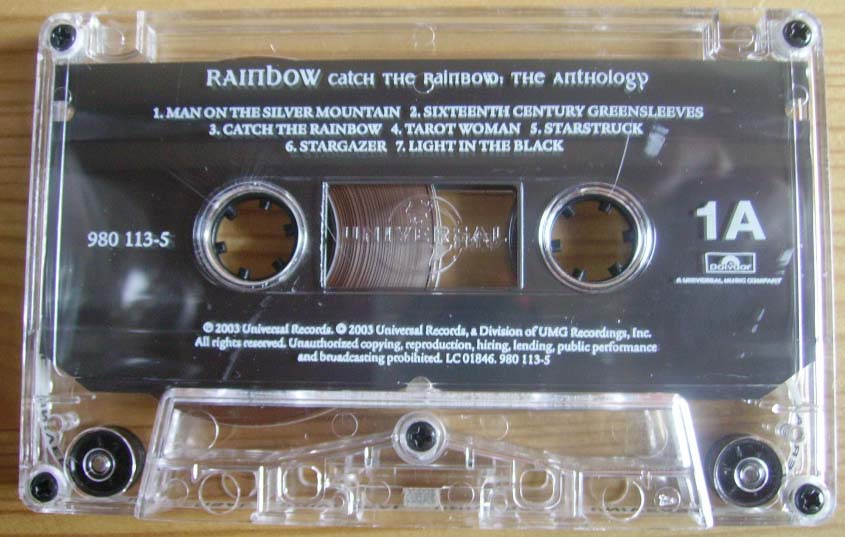 RAINBOW CATCH THE RAINBOW: THE ANTHOLOGY
1. MAN ON THE SILVER MOUNTAIN 2. SIXTEENTH CENTURY GREENSLEEVES
3. CATCH THE RAINBOW 4. TAROT WOMAN 5. STARSTRUCK
6. STARGAZER 7. LIGHT IN THE BLACK
980 113-5
UNIVERSAL
1A
Polydor
A UNIVERSAL MUSIC COMPANY
℗ 2003 Universal Records. © 2003 Universal Records, a Division of UMG Recordings, Inc.
All rights reserved. Unauthorized copying, reproduction, hiring, lending, public performance
and broadcasting probihited. LC 01846. 980 113-5